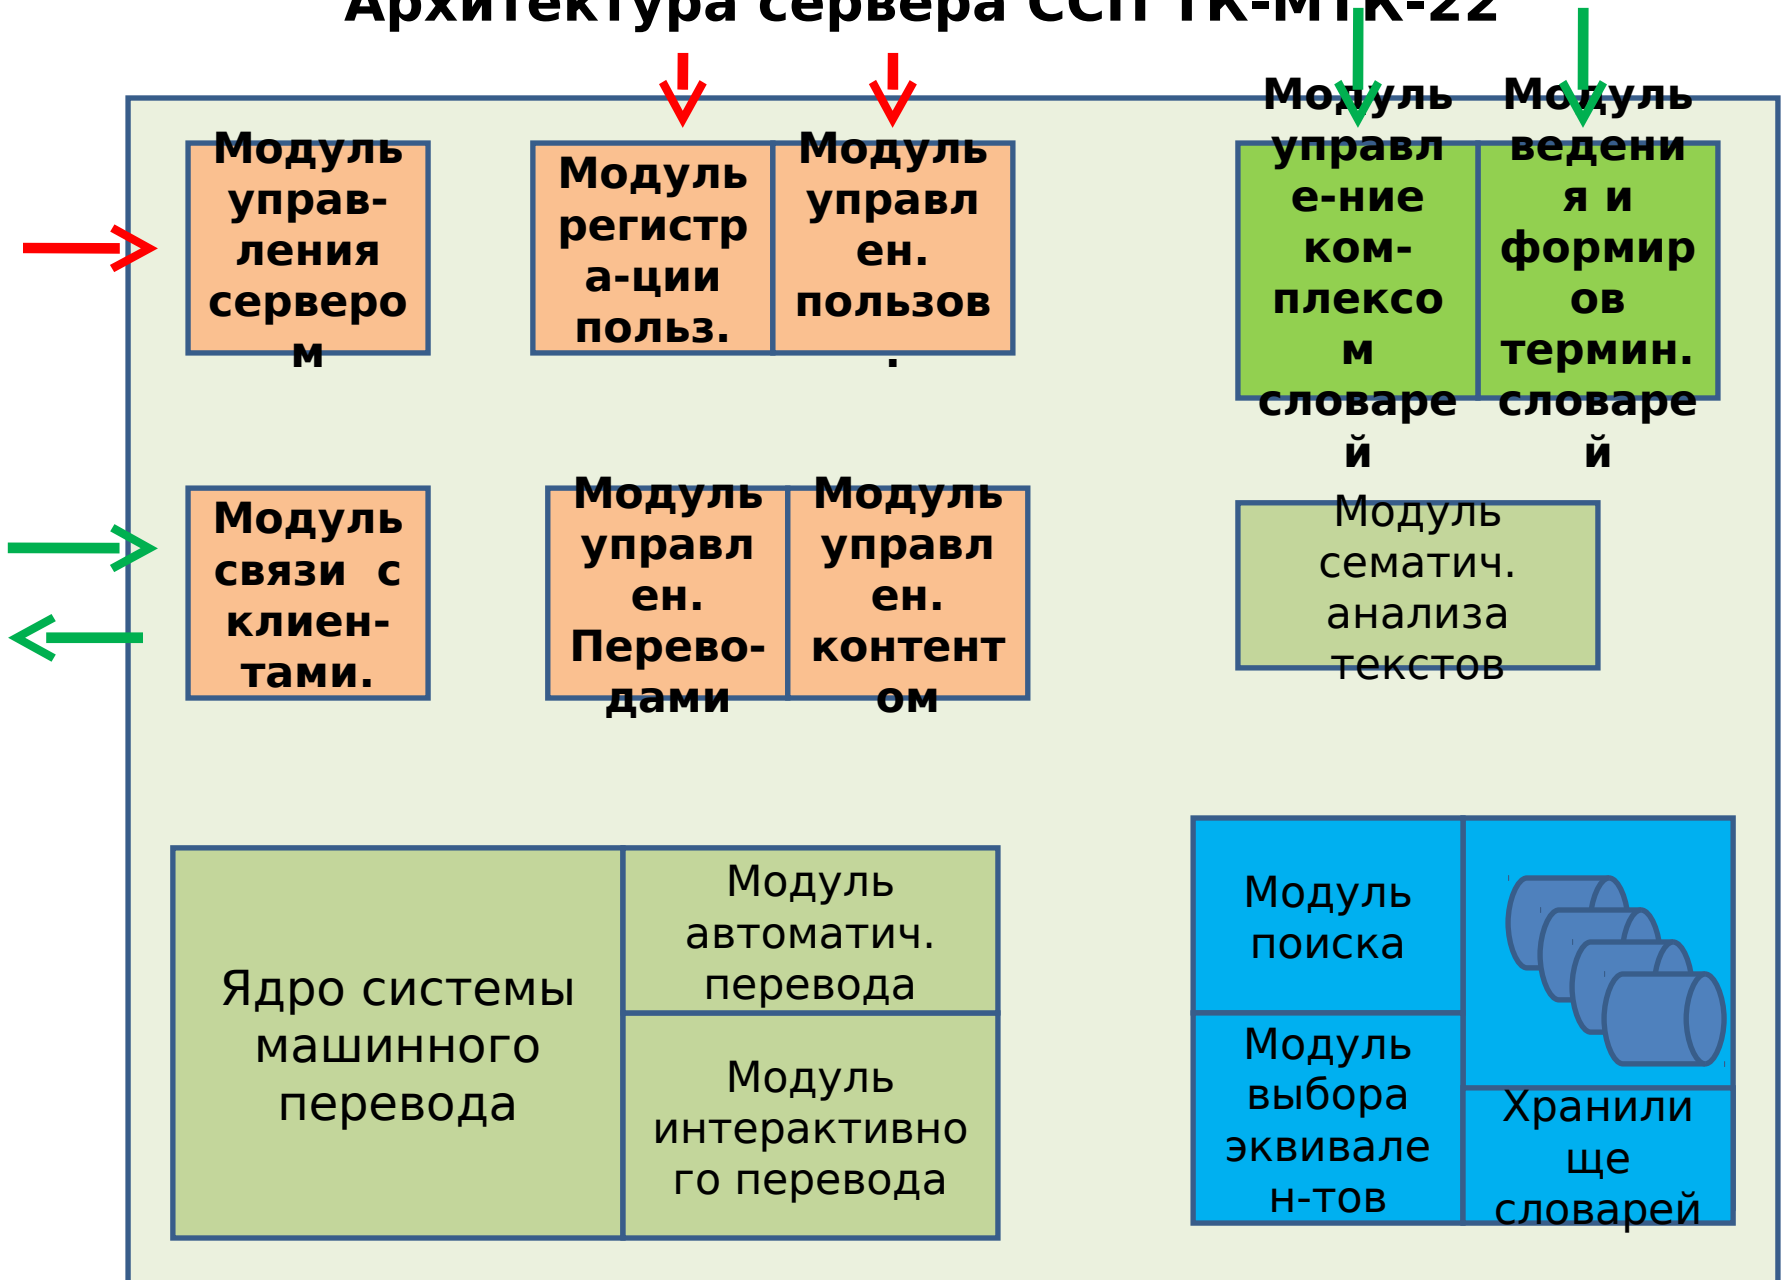 Архитектура сервера ССП ТК-МТК-22
Модуль
управ-
ления
серверо
м
Модуль
регистр
а-ции
польз.
Модуль
управл
ен.
пользов
.
Модуль
управл
е-ние
ком-
плексо
м
словаре
й
Модуль
ведени
я и
формир
ов
термин.
словаре
й
Модуль
связи с
клиен-
тами.
Модуль
управл
ен.
Перево-
дами
Модуль
управл
ен.
контент
ом
Модуль
сематич.
анализа
текстов
Ядро системы
машинного
перевода
Модуль
автоматич.
перевода
Модуль
интерактивно
го перевода
Модуль
поиска
Модуль
выбора
эквивале
н-тов
Хранили
ще
словарей